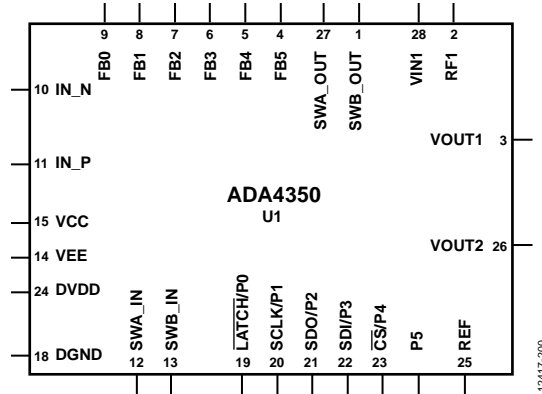 9 8 7 6 5 4 27 1 28 2
FB0 FB1 FB2 FB3 FB4 FB5 SWA_OUT SWB_OUT VIN1 RF1
10 IN_N
VOUT1 3
11 IN_P
ADA4350
U1
15 VCC
VOUT2 26
14 VEE
24 DVDD
SWA_IN SWB_IN LATCH/P0 SCLK/P1 SDO/P2 SDI/P3 CS/P4 P5 REF
18 DGND
12 13 19 20 21 22 23 25
12417-200